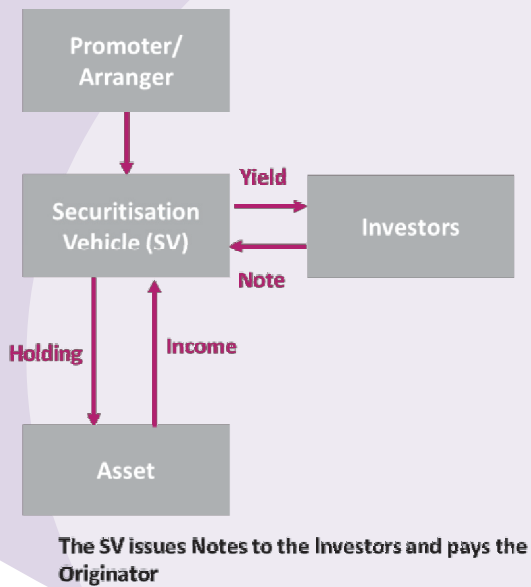 Promoter/
Arranger
Yield
Securitisation
Vehicle (SV)
Investors
Note
Holding
Income
Asset
The SV issues Notes to the Investors and pays the
Originator